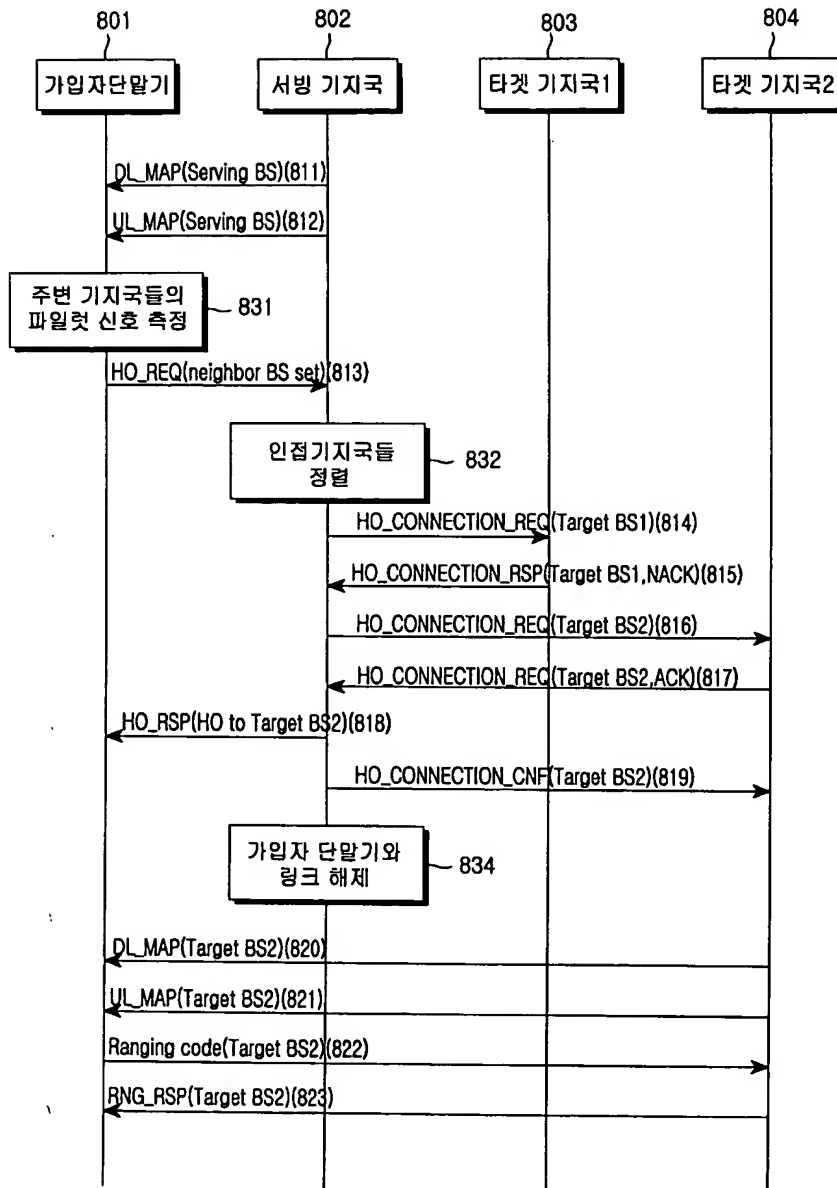 801
802
803
804
가입자단말기
서빙 기지국
타겟 기지국1
타겟 기지국2
DL_MAP(Serving BS)(811)
UL_MAP(Serving BS)(812)
주변 기지국들의
파일럿 신호 측정
831
HO_REQ(neighbor BS set)(813)
인접기지국들
정렬
832
HO_CONNECTION_REQ(Target BS1)(814)
HO_CONNECTION_RSP(Target BS1,NACK)(815)
HO_CONNECTION_REQ(Target BS2)(816)
HO_CONNECTION_REQ(Target BS2,ACK)(817)
HO_RSP(HO to Target BS2)(818)
HO_CONNECTION_CNF(Target BS2)(819)
가입자 단말기와
링크 해제
834
DL_MAP(Target BS2)(820)
UL_MAP(Target BS2)(821)
Ranging code(Target BS2)(822)
RNG_RSP(Target BS2)(823)